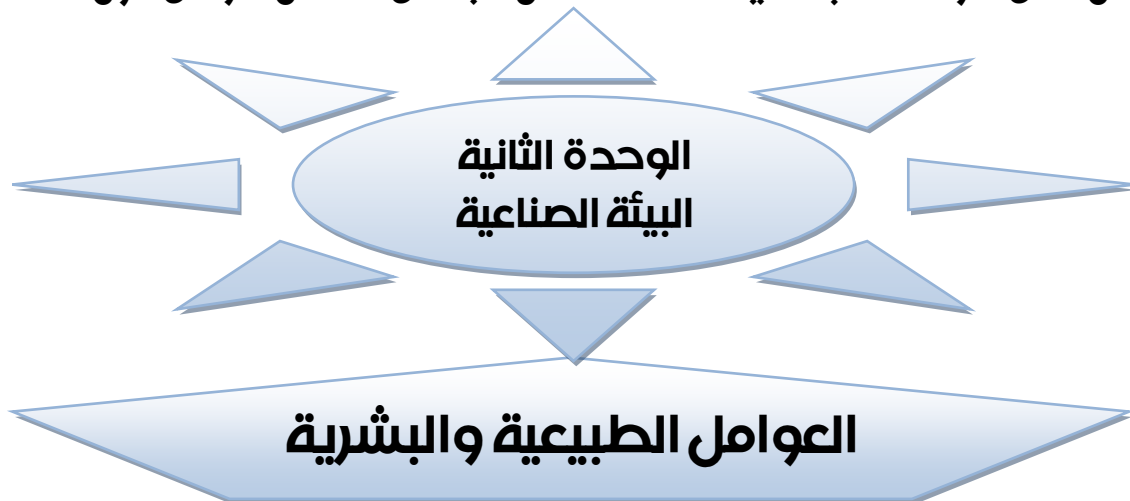 الوحدة الثانية
البيئة الصناعية
العوامل الطبيعية والبشرية